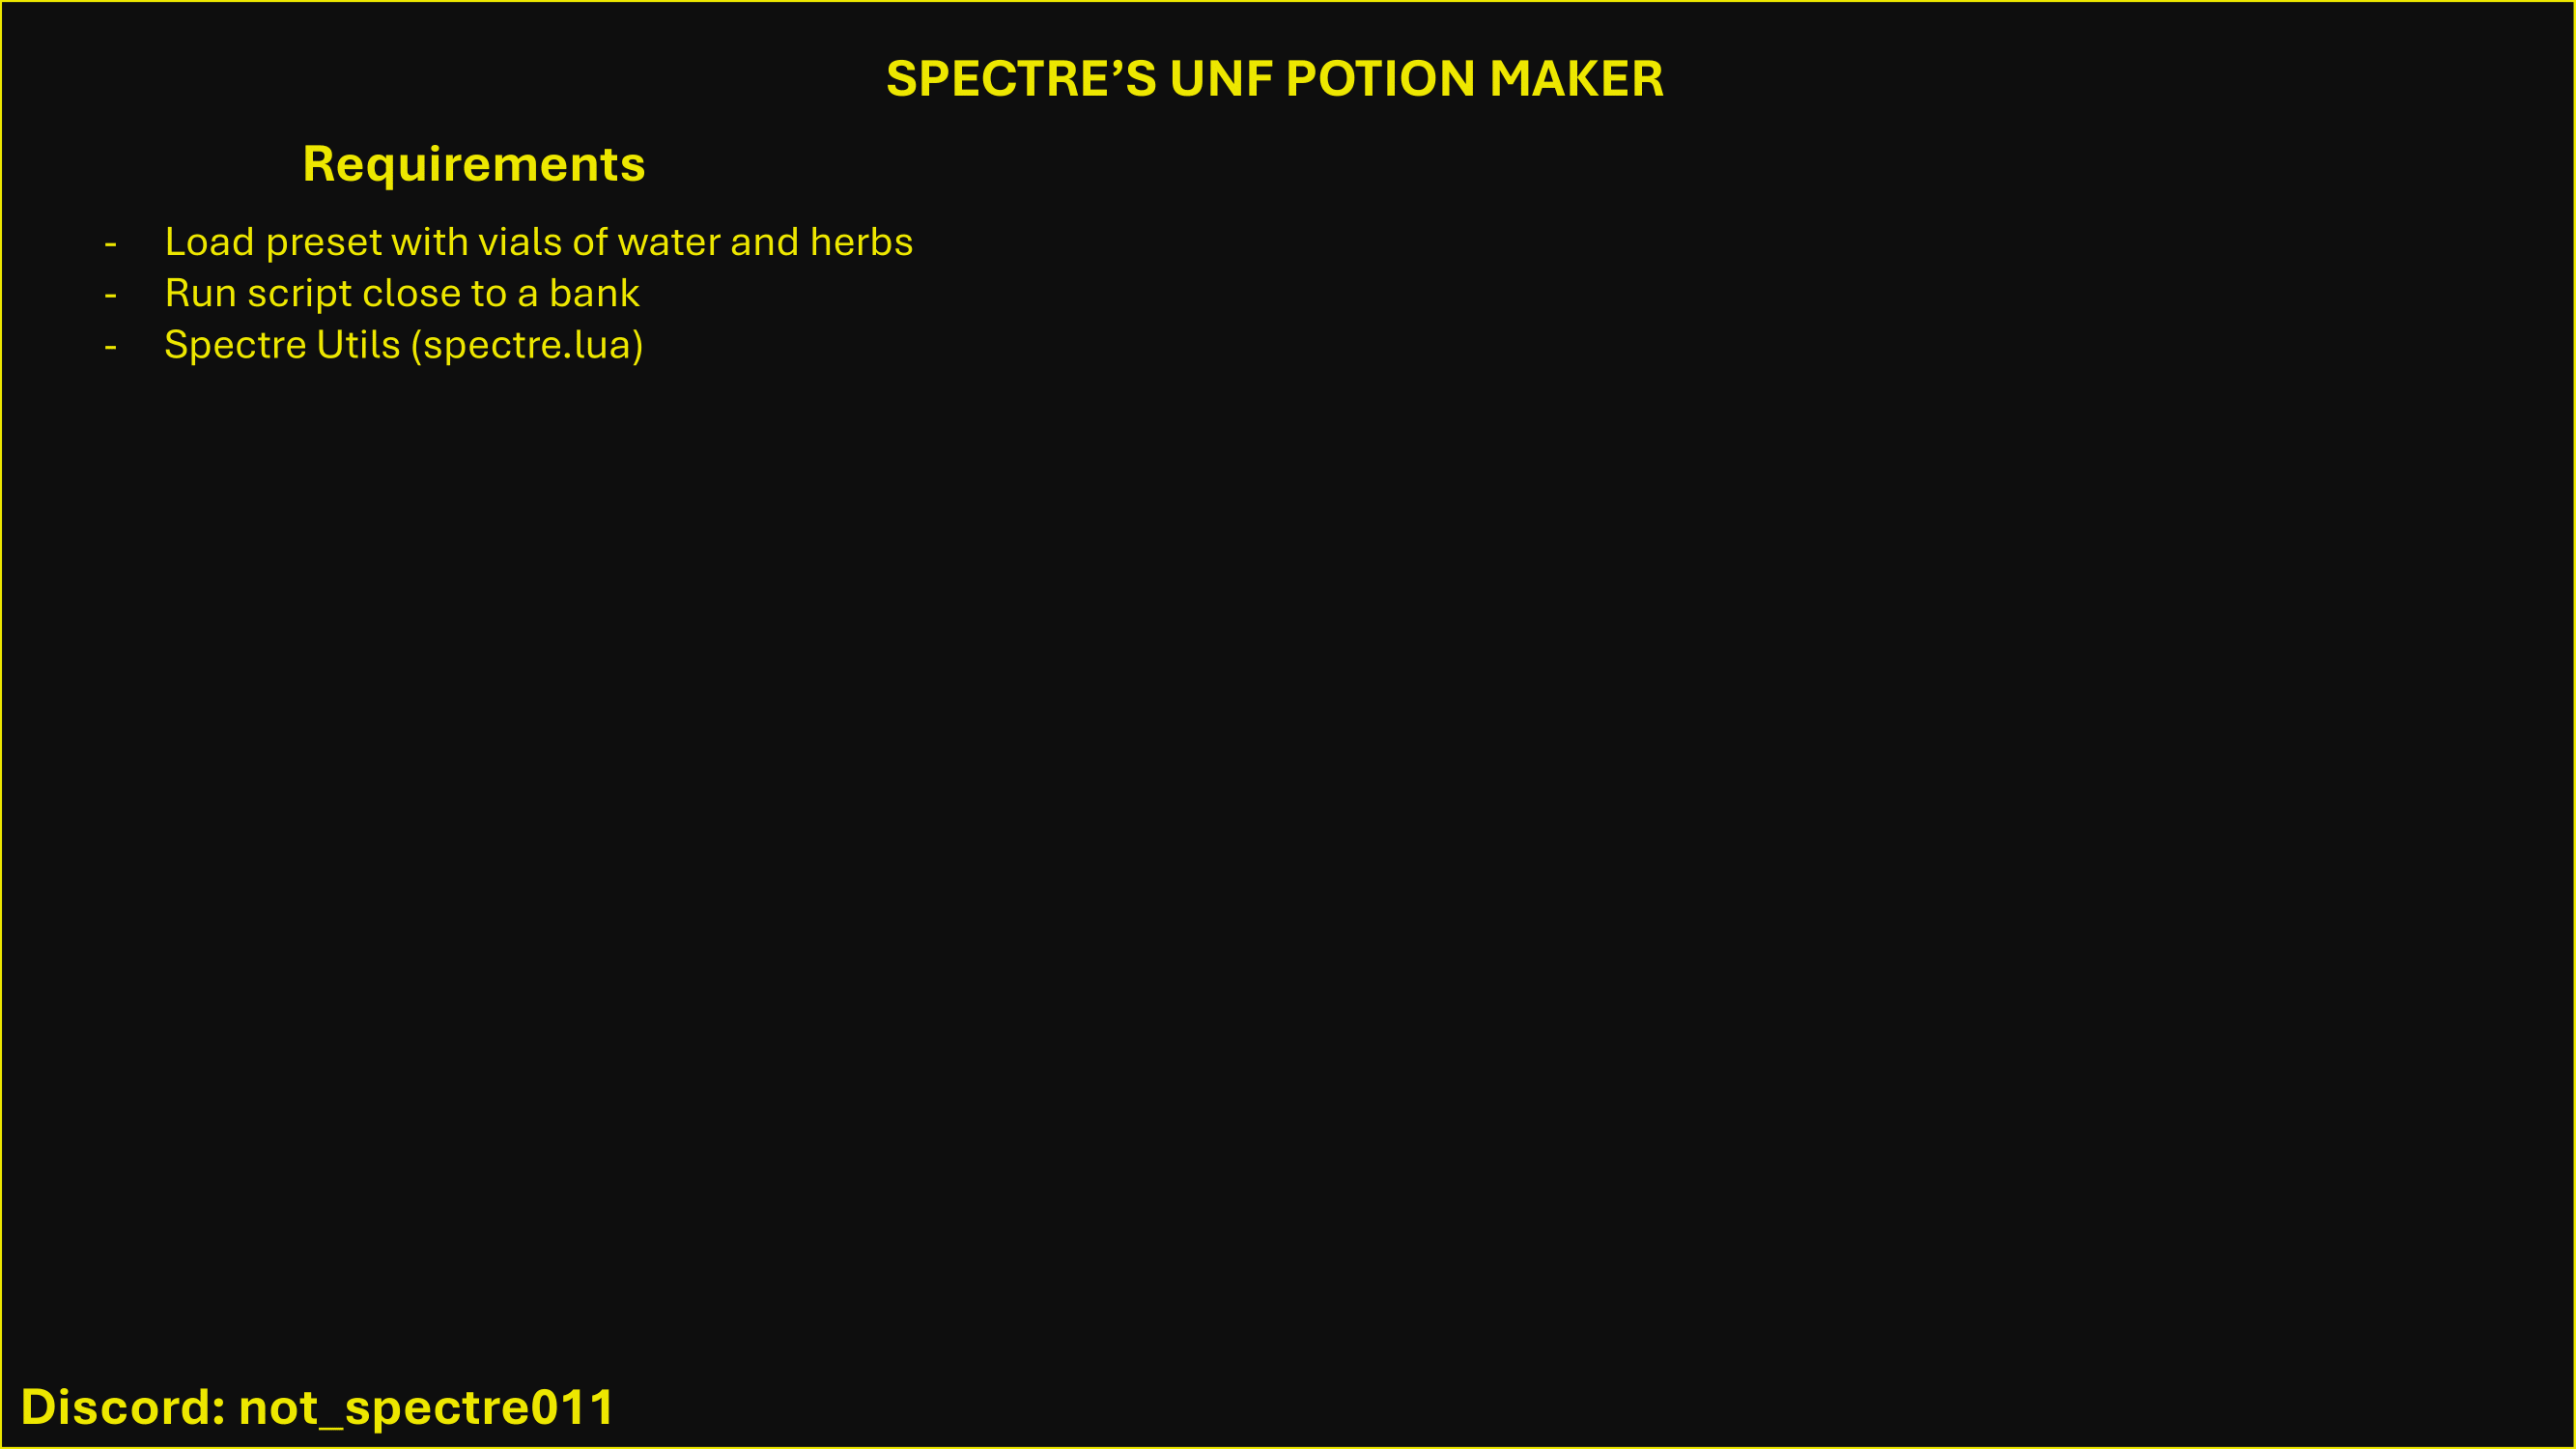 SPECTRE’S UNF POTION MAKER
Requirements
- Load preset with vials of water and herbs
- Run script close to a bank
- Spectre Utils (spectre.lua)
Discord: not_spectre011